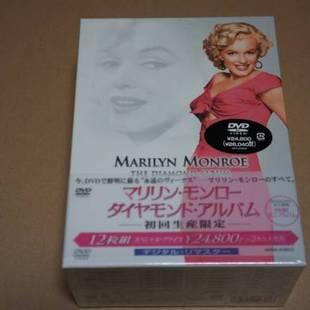 DVD
VIDEO
¥24,800
MARILYN MONROE
THE DIAMOND ALBUM
今、DVDで鮮明に蘇る“永遠のヴィーナス” マリリン・モンローのすべて。
マリリン・モンロー
ダイヤモンド・アルバム
初回生産限定
12枚組
¥24,800
デジタル・リマスター
DVD
DVD